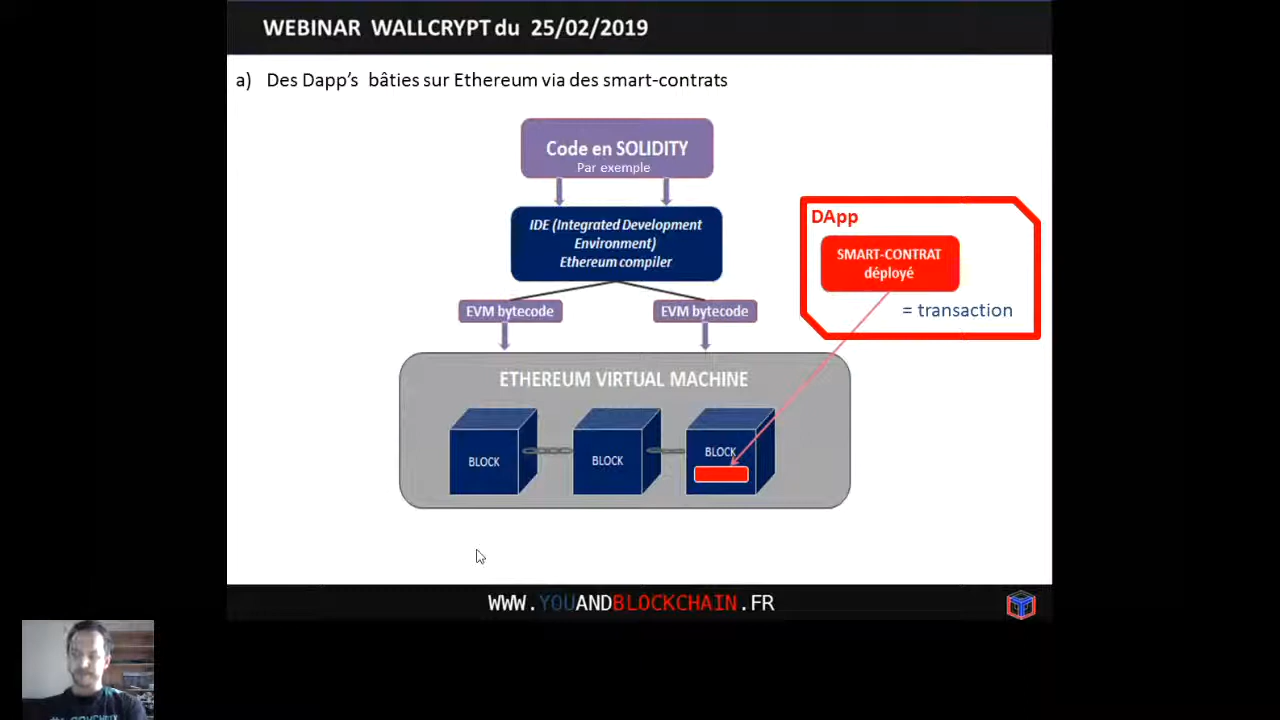 WEBINAR WALLCRYPT du 25/02/2019
a) Des Dapp's bâties sur Ethereum via des smart-contrats
Code en SOLIDITY
Par exemple
IDE (Integrated Development
Environment)
Ethereum compiler
DApp
SMART-CONTRAT
déployé
= transaction
EVM bytecode
EVM bytecode
ETHEREUM VIRTUAL MACHINE
BLOCK
BLOCK
BLOCK
WWW.YOUANDBLOCKCHAIN.FR